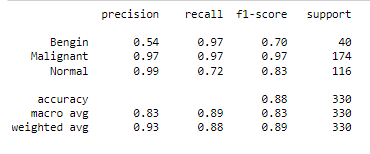 precision recall f1-score support
Bengin 0.54 0.97 0.70 40
Malignant 0.97 0.97 0.97 174
Normal 0.99 0.72 0.83 116
accuracy 0.88 330
macro avg 0.83 0.89 0.83 330
weighted avg 0.93 0.88 0.89 330